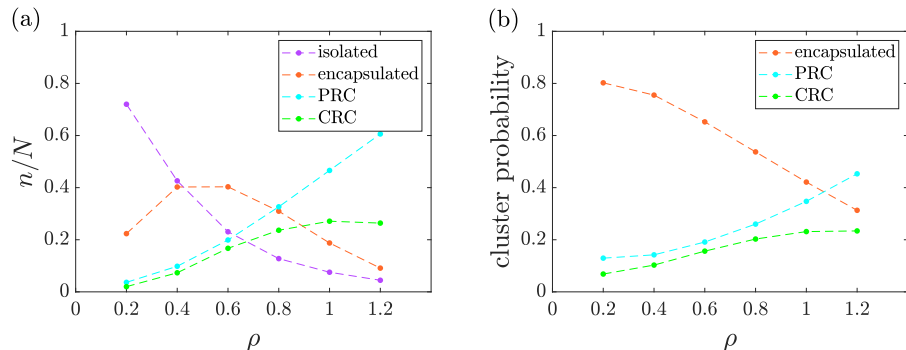 (a)
n/N
1
0.8
0.6
0.4
0.2
0
isolated
encapsulated
PRC
CRC
0 0.2 0.4 0.6 0.8 1.0 1.2
ρ
(b)
cluster probability
1
0.8
0.6
0.4
0.2
0
encapsulated
PRC
CRC
0 0.2 0.4 0.6 0.8 1.0 1.2
ρ